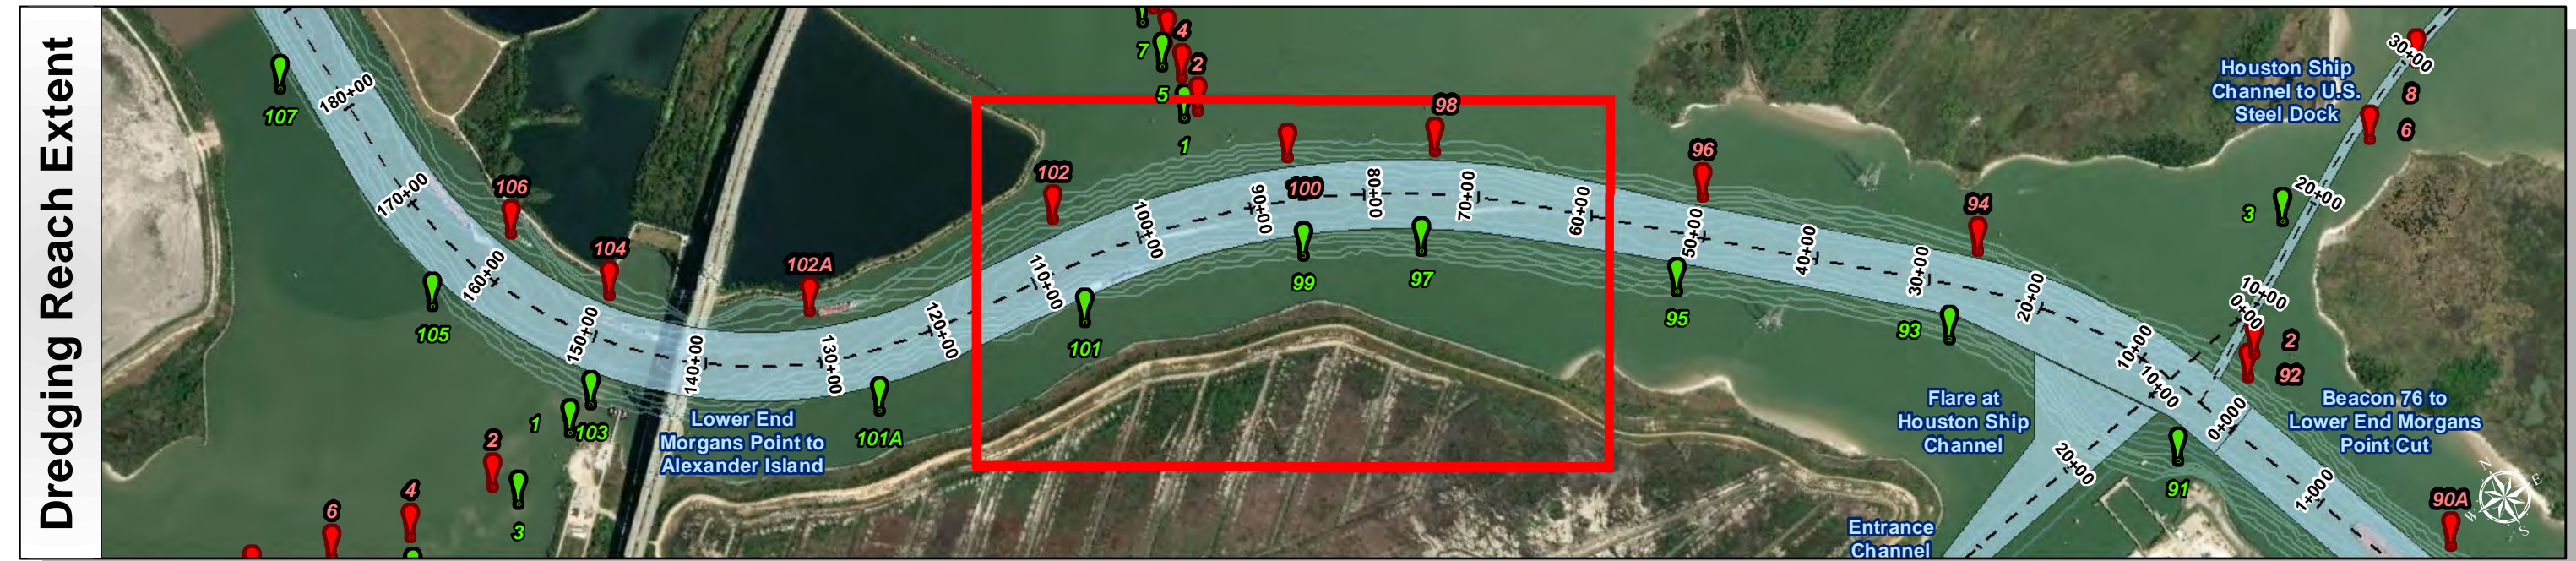 Dredging Reach Extent
107
180+00
170+00
106
105
160+00
104
150+00
1
103
2
3
4
6
140+00
102A
130+00
Lower End
Morgans Point to
Alexander Island
101A
120+00
7
4
2
5
1
102
110+00
101
100+00
90+00
100
99
80+00
98
97
70+00
60+00
96
50+00
95
40+00
94
30+00
93
20+00
Houston Ship
Channel to U.S.
Steel Dock
30+00
8
6
20+00
3
10+00
0+00
2
92
10+00
10+00
0+000
Flare at
Houston Ship
Channel
Beacon 76 to
Lower End Morgans
Point Cut
20+00
91
1+000
90A
Entrance
Channel
N
E
S
W